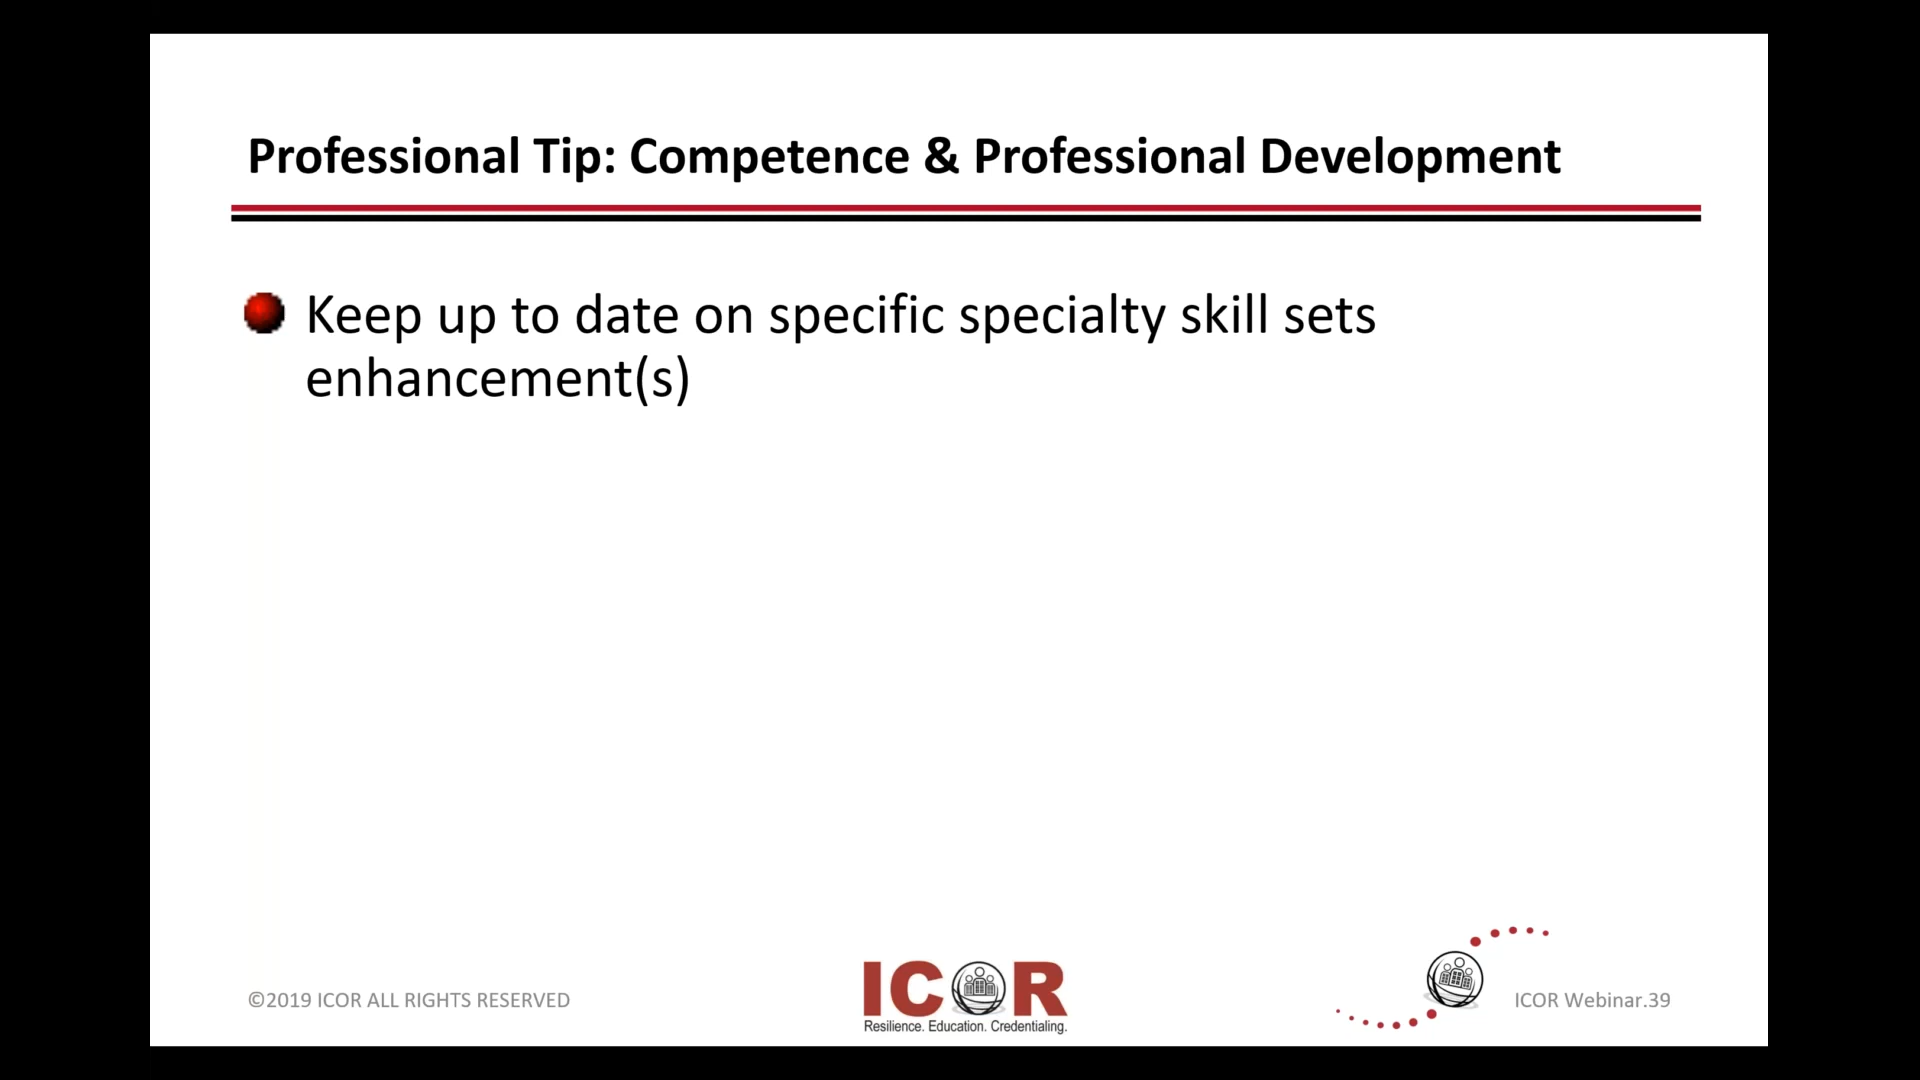 Professional Tip: Competence & Professional Development
Keep up to date on specific specialty skill sets
enhancement(s)
©2019 ICOR ALL RIGHTS RESERVED
ICOR
Resilience. Education. Credentialing.
ICOR Webinar.39